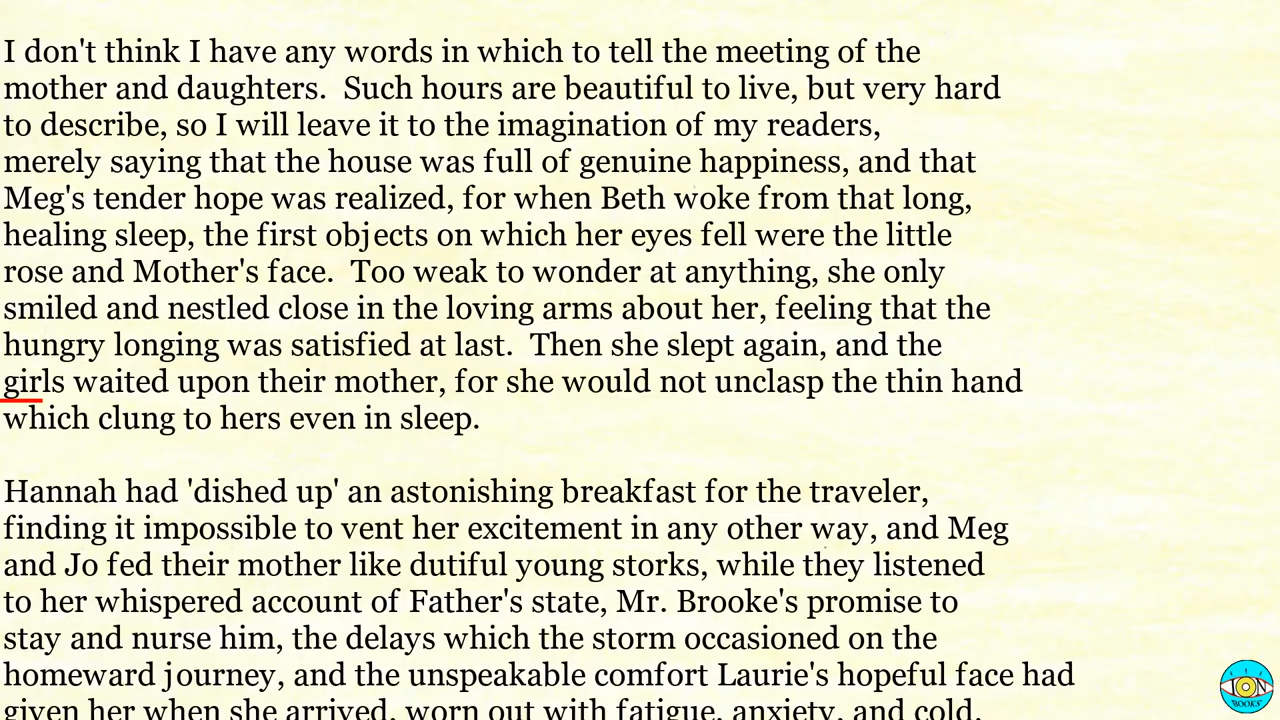 I don't think I have any words in which to tell the meeting of the
mother and daughters.  Such hours are beautiful to live, but very hard
to describe, so I will leave it to the imagination of my readers,
merely saying that the house was full of genuine happiness, and that
Meg's tender hope was realized, for when Beth woke from that long,
healing sleep, the first objects on which her eyes fell were the little
rose and Mother's face.  Too weak to wonder at anything, she only
smiled and nestled close in the loving arms about her, feeling that the
hungry longing was satisfied at last.  Then she slept again, and the
girls waited upon their mother, for she would not unclasp the thin hand
which clung to hers even in sleep.
Hannah had 'dished up' an astonishing breakfast for the traveler,
finding it impossible to vent her excitement in any other way, and Meg
and Jo fed their mother like dutiful young storks, while they listened
to her whispered account of Father's state, Mr. Brooke's promise to
stay and nurse him, the delays which the storm occasioned on the
homeward journey, and the unspeakable comfort Laurie's hopeful face had
given her when she arrived, worn out with fatigue, anxiety, and cold.
ION
BOOKS